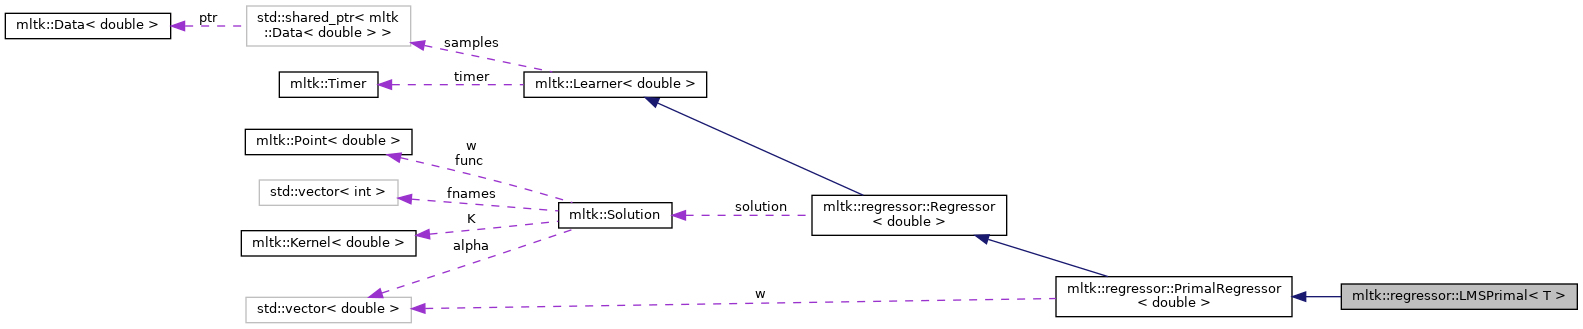 mltk::Data< double >
ptr
std::shared_ptr< mltk
::Data< double > >
samples
mltk::Timer
timer
mltk::Learner< double >
mltk::Point< double >
w
func
std::vector< int >
fnames
mltk::Solution
solution
mltk::regressor::Regressor
< double >
K
mltk::Kernel< double >
alpha
std::vector< double >
w
mltk::regressor::PrimalRegressor
< double >
mltk::regressor::LMSPrimal< T >